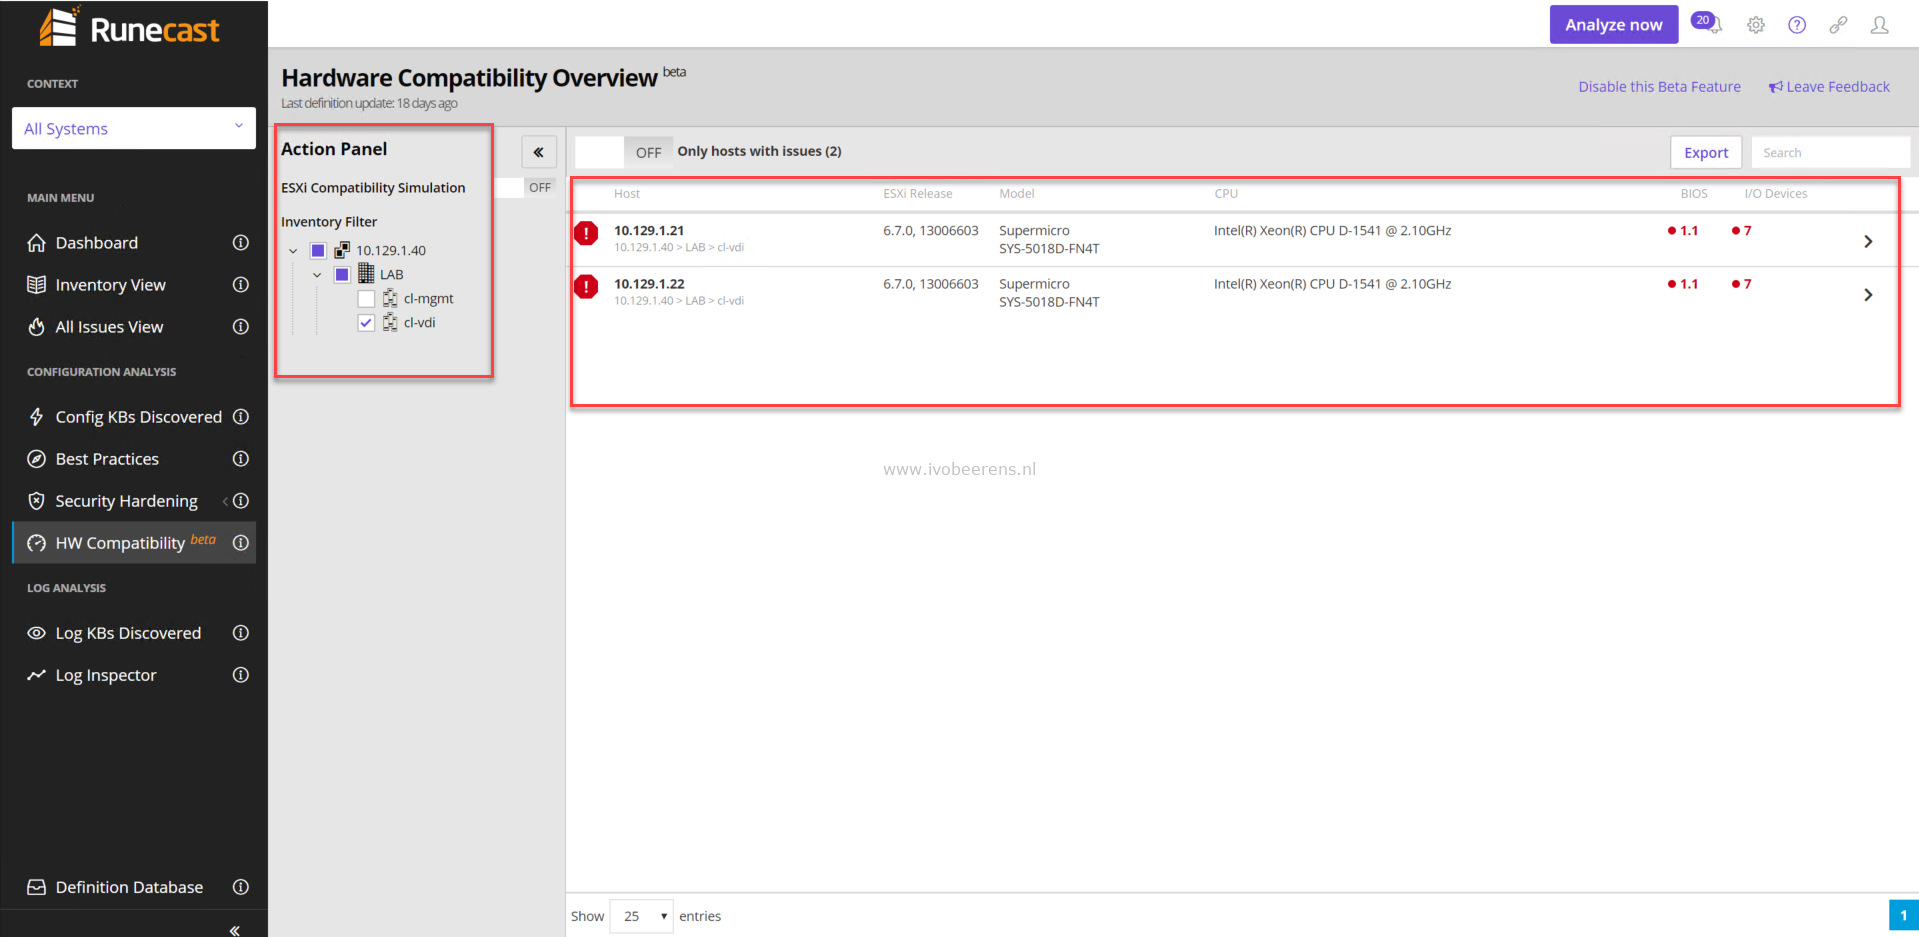 Runecast
Analyze now
20
CONTEXT
All Systems
Hardware Compatibility Overview beta
Last definition update: 18 days ago
Disable this Beta Feature
Leave Feedback
MAIN MENU
Dashboard
Inventory View
All Issues View
CONFIGURATION ANALYSIS
Config KBs Discovered
Best Practices
Security Hardening
HW Compatibility beta
LOG ANALYSIS
Log KBs Discovered
Log Inspector
Definition Database
Action Panel
ESXi Compatibility Simulation OFF
Inventory Filter
10.129.1.40
LAB
cl-mgmt
cl-vdi
OFF Only hosts with issues (2)
Export
Search
Host ESXi Release Model CPU BIOS I/O Devices
10.129.1.21 6.7.0, 13006603 Supermicro Intel(R) Xeon(R) CPU D-1541 @ 2.10GHz 1.1 7
10.129.1.40 > LAB > cl-vdi SYS-5018D-FN4T
10.129.1.22 6.7.0, 13006603 Supermicro Intel(R) Xeon(R) CPU D-1541 @ 2.10GHz 1.1 7
10.129.1.40 > LAB > cl-vdi SYS-5018D-FN4T
www.ivobeerens.nl
Show 25 entries
1